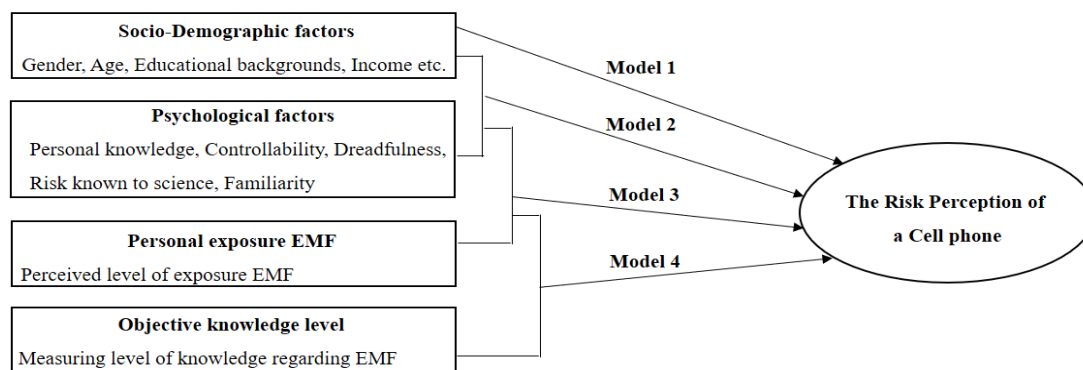 Socio-Demographic factors
Gender, Age, Educational backgrounds, Income etc.
Psychological factors
Personal knowledge, Controllability, Dreadfulness,
Risk known to science, Familiarity
Personal exposure EMF
Perceived level of exposure EMF
Objective knowledge level
Measuring level of knowledge regarding EMF
Model 1
Model 2
Model 3
Model 4
The Risk Perception of
a Cell phone